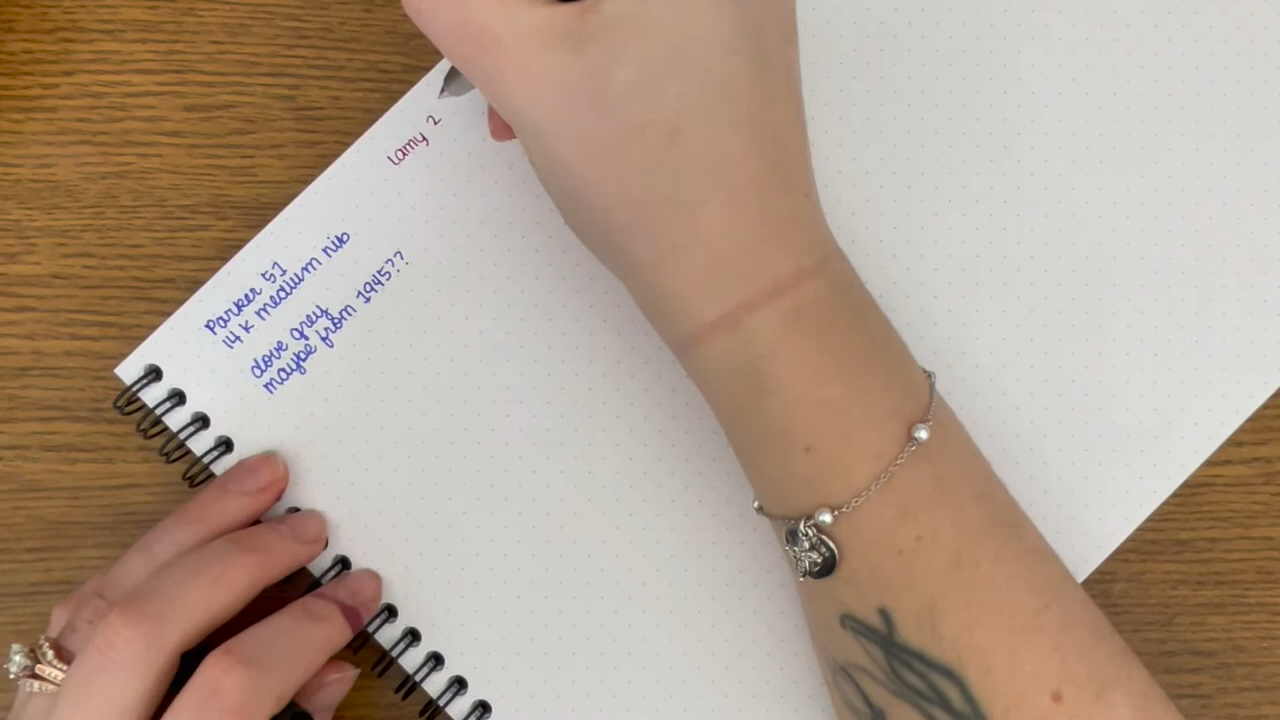 Lamy 2
Parker 51
14 k medium nib
dove grey
maybe from 1945??